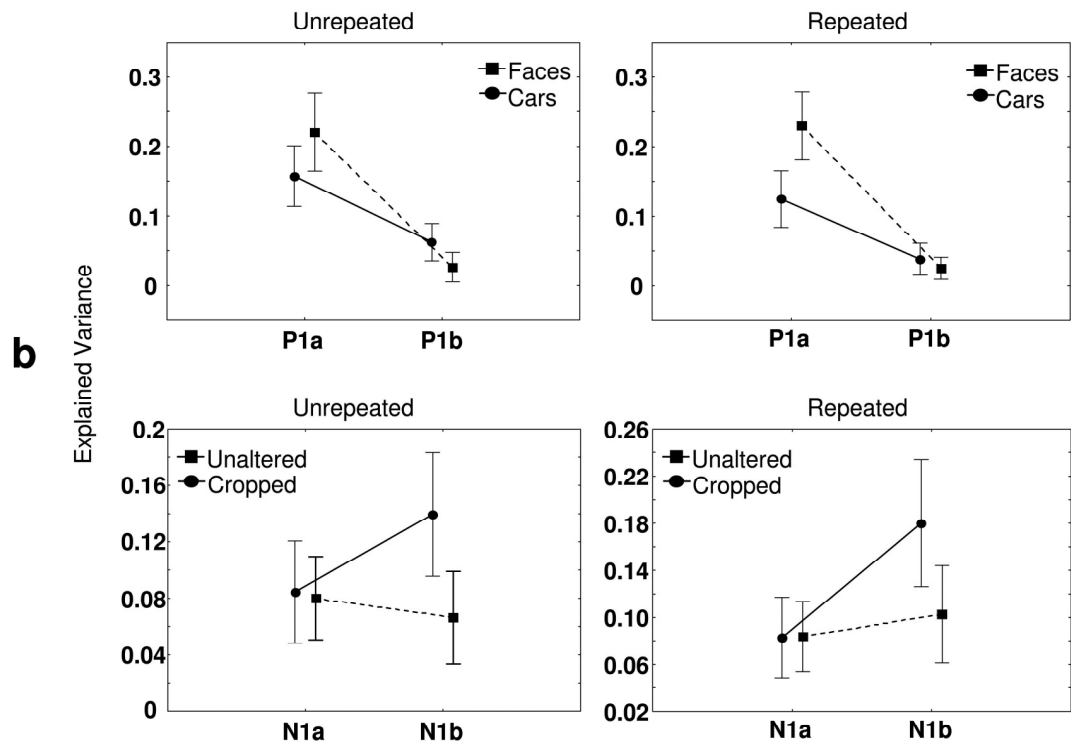 Unrepeated
0.3
0.2
0.1
0
Faces
Cars
P1a P1b
Repeated
0.3
0.2
0.1
0
Faces
Cars
P1a P1b
b
Explained Variance
Unrepeated
0.2
0.16
0.12
0.08
0.04
0
Unaltered
Cropped
N1a N1b
Repeated
0.26
0.22
0.18
0.14
0.10
0.06
0.02
Unaltered
Cropped
N1a N1b